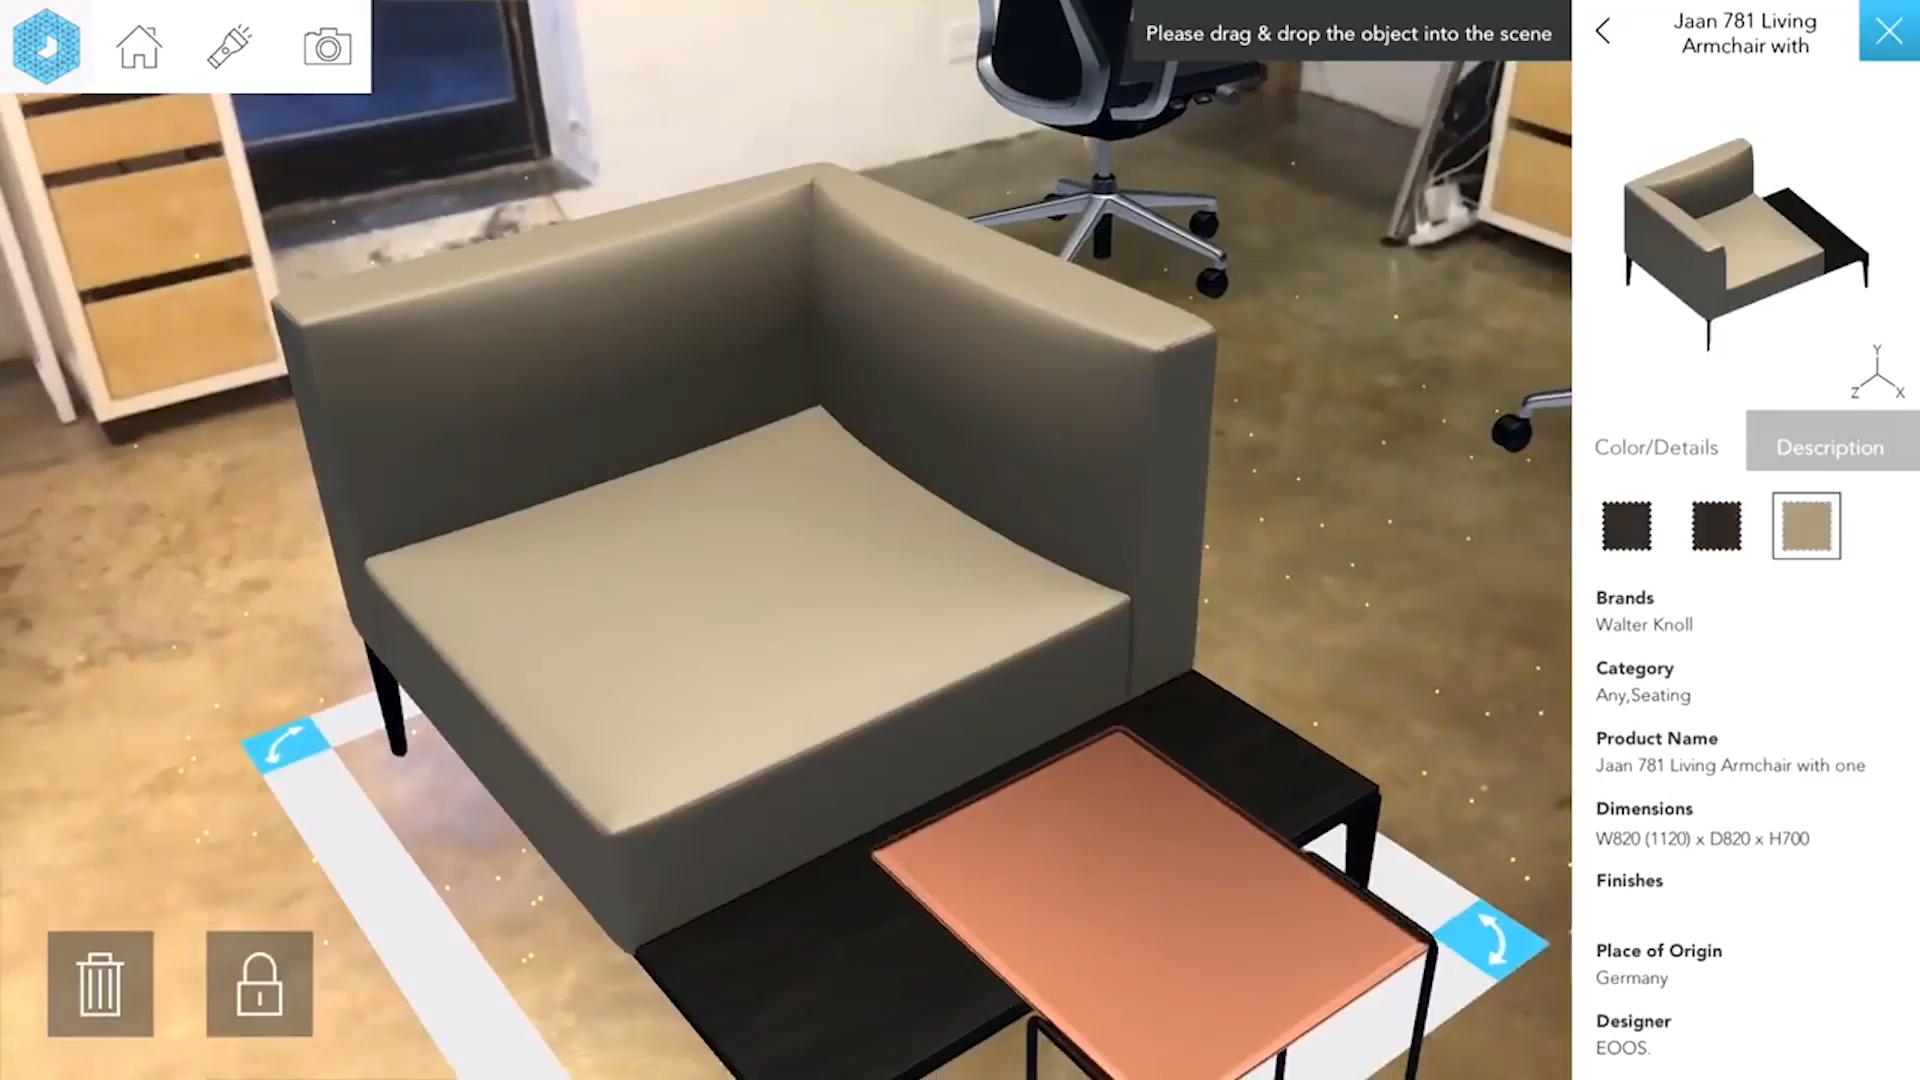 Please drag & drop the object into the scene
Jaan 781 Living
Armchair with
Y
Z
X
Color/Details
Description
Brands
Walter Knoll
Category
Any,Seating
Product Name
Jaan 781 Living Armchair with one
Dimensions
W820 (1120) x D820 x H700
Finishes
Place of Origin
Germany
Designer
EOOS.